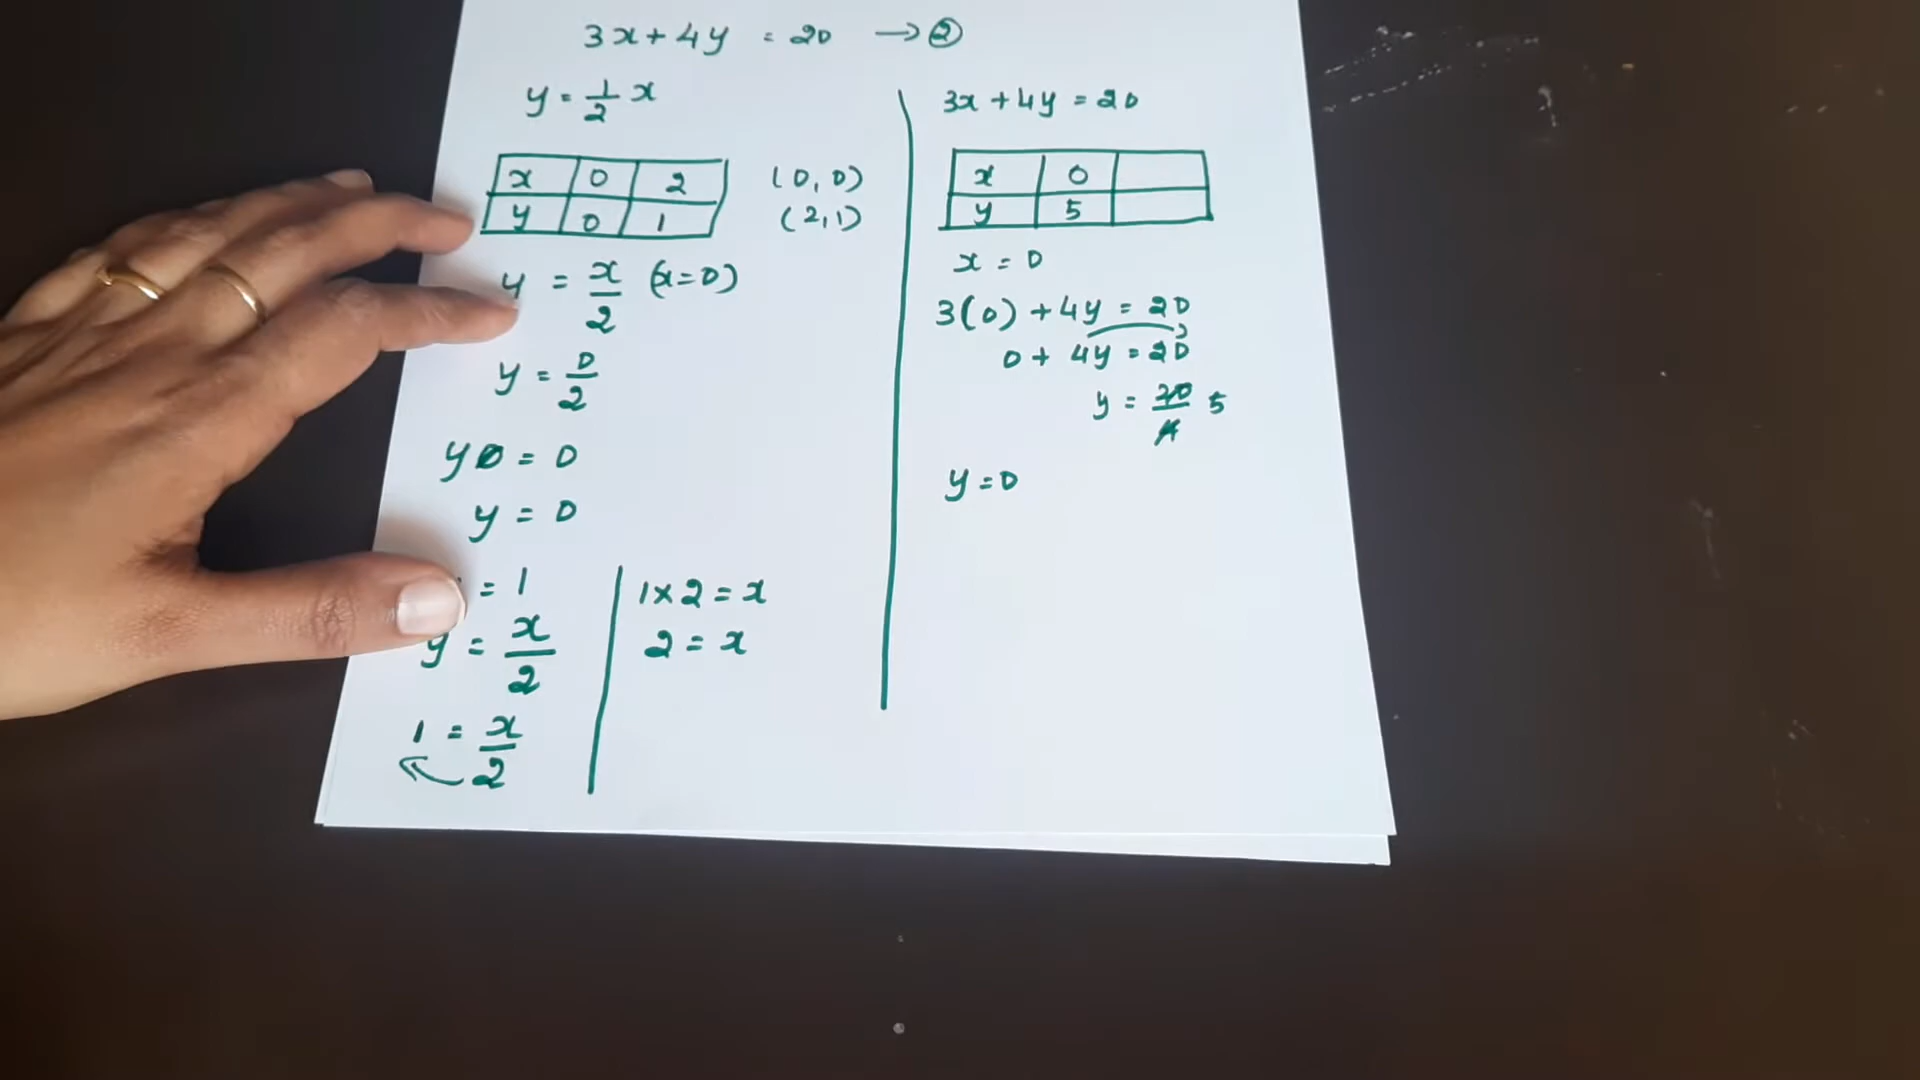 3x + 4y = 20 → ②
y = 1/2 x
x 0 2
y 0 1
(0,0)
(2,1)
y = x/2 (x=0)
y = 0/2
y = 0
y = 0
= 1
y = x/2
1 = x/2
1 × 2 = x
2 = x
3x + 4y = 20
x 0
y 5
x = 0
3(0) + 4y = 20
0 + 4y = 20
y = 20/4 5
y = 0